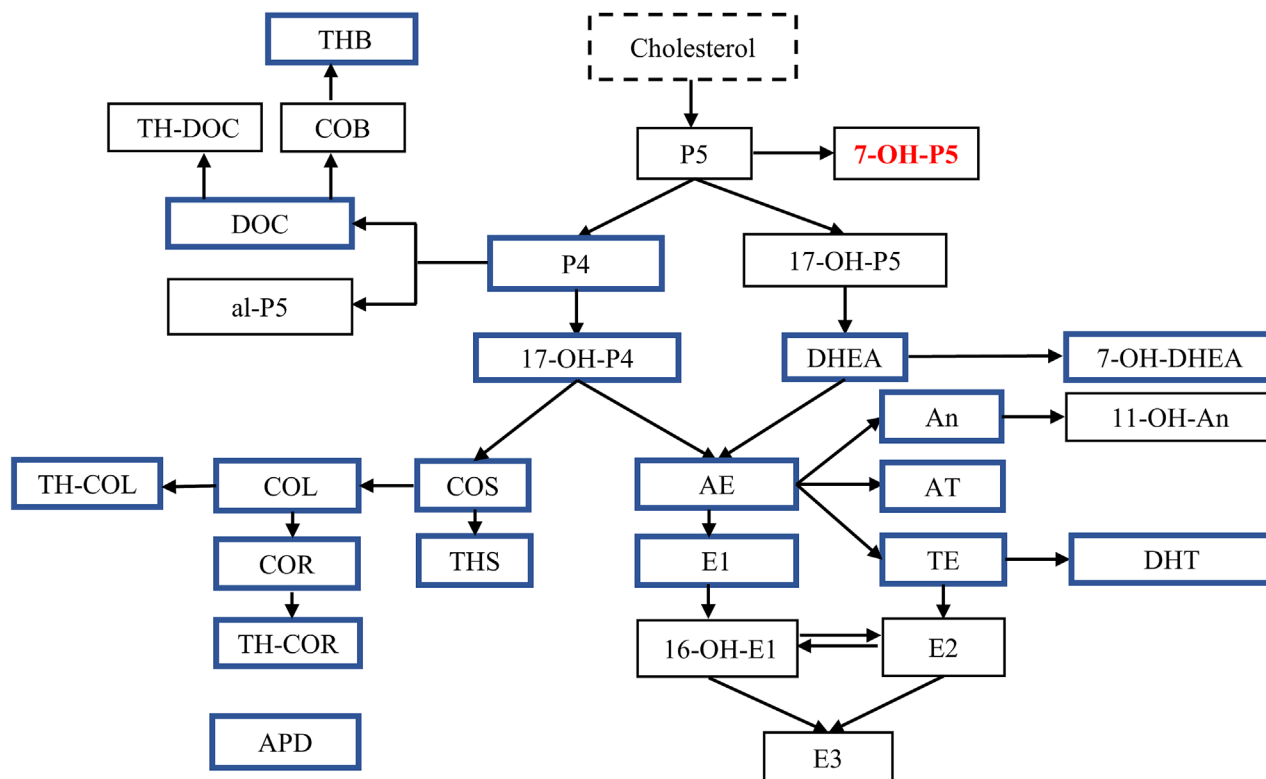 THB
Cholesterol
TH-DOC
COB
P5
7-OH-P5
DOC
P4
17-OH-P5
al-P5
17-OH-P4
DHEA
7-OH-DHEA
An
11-OH-An
TH-COL
COL
COS
AE
AT
COR
THS
E1
TE
DHT
TH-COR
16-OH-E1
E2
APD
E3